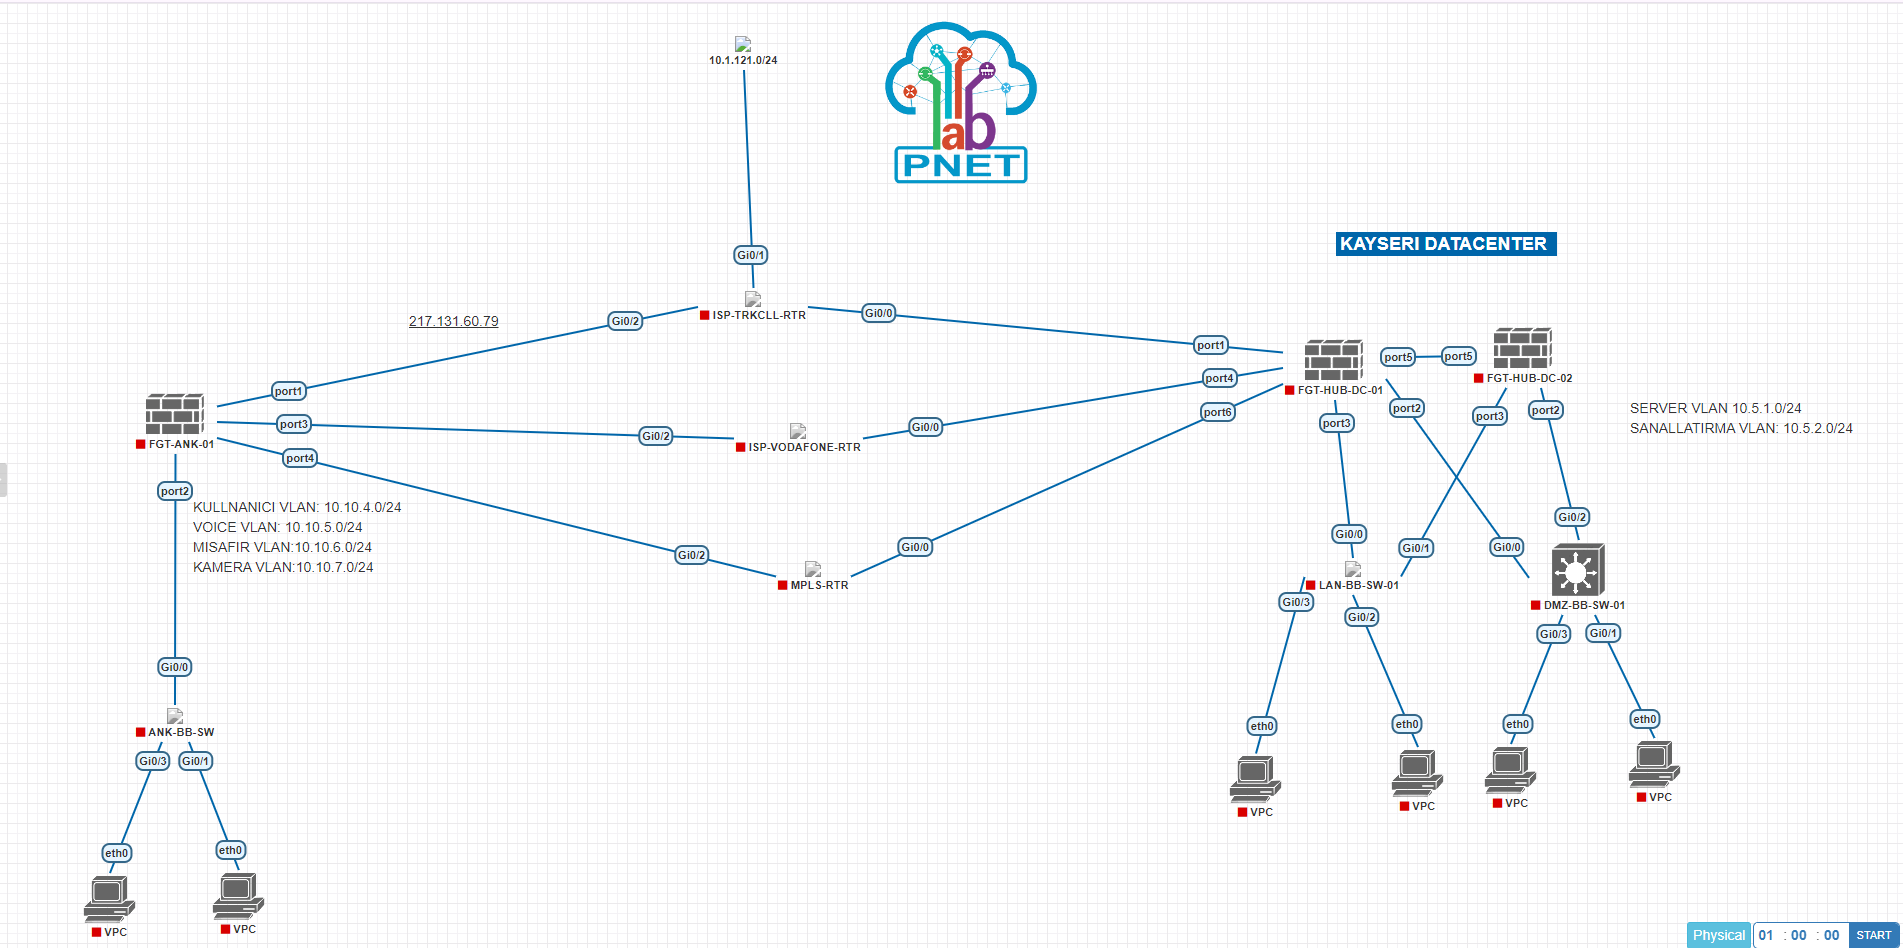 10.1.121.0/24
ab
PNET
KAYSERI DATACENTER
Gi0/1
ISP-TRKCLL-RTR
217.131.60.79
Gi0/2
Gi0/0
port1
port1
port5
port5
FGT-HUB-DC-01
FGT-HUB-DC-02
port4
port6
port2
port3
port3
port2
SERVER VLAN 10.5.1.0/24
SANALLATIRMA VLAN: 10.5.2.0/24
FGT-ANK-01
port3
Gi0/2
ISP-VODAFONE-RTR
Gi0/0
port4
port2
KULLNANICI VLAN: 10.10.4.0/24
VOICE VLAN: 10.10.5.0/24
MISAFIR VLAN:10.10.6.0/24
KAMERA VLAN:10.10.7.0/24
Gi0/2
MPLS-RTR
Gi0/0
Gi0/0
Gi0/1
Gi0/0
Gi0/2
LAN-BB-SW-01
DMZ-BB-SW-01
Gi0/3
Gi0/2
Gi0/3
Gi0/1
Gi0/0
ANK-BB-SW
Gi0/3
Gi0/1
eth0
eth0
eth0
eth0
VPC
VPC
VPC
VPC
eth0
eth0
VPC
VPC
Physical
01 : 00 : 00
START